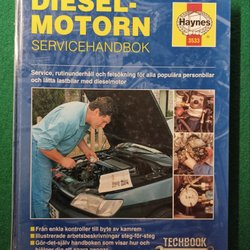 DIESEL-
MOTORN
SERVICEHANDBOK
Haynes
3533
Service, rutinunderhåll och felsökning för alla populära personbilar
och lätta lastbilar med dieselmotor
Från enkla kontroller till byte av kamrem
Illustrerade arbetsbeskrivningar steg-för-steg
Gör-det-själv handboken som visar hur och
TECHBOOK